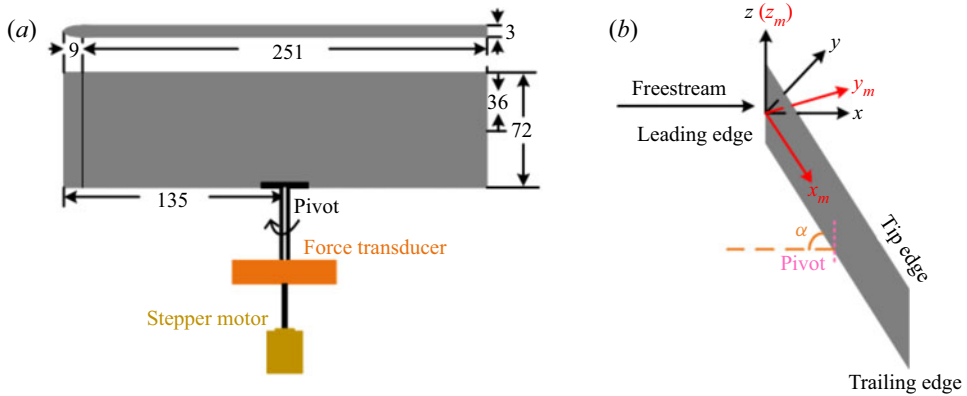 (a)
3
9
251
36
72
135
Pivot
Force transducer
Stepper motor
(b)
z (z_m)
y
y_m
Freestream
x
Leading edge
x_m
α
Tip edge
Pivot
Trailing edge